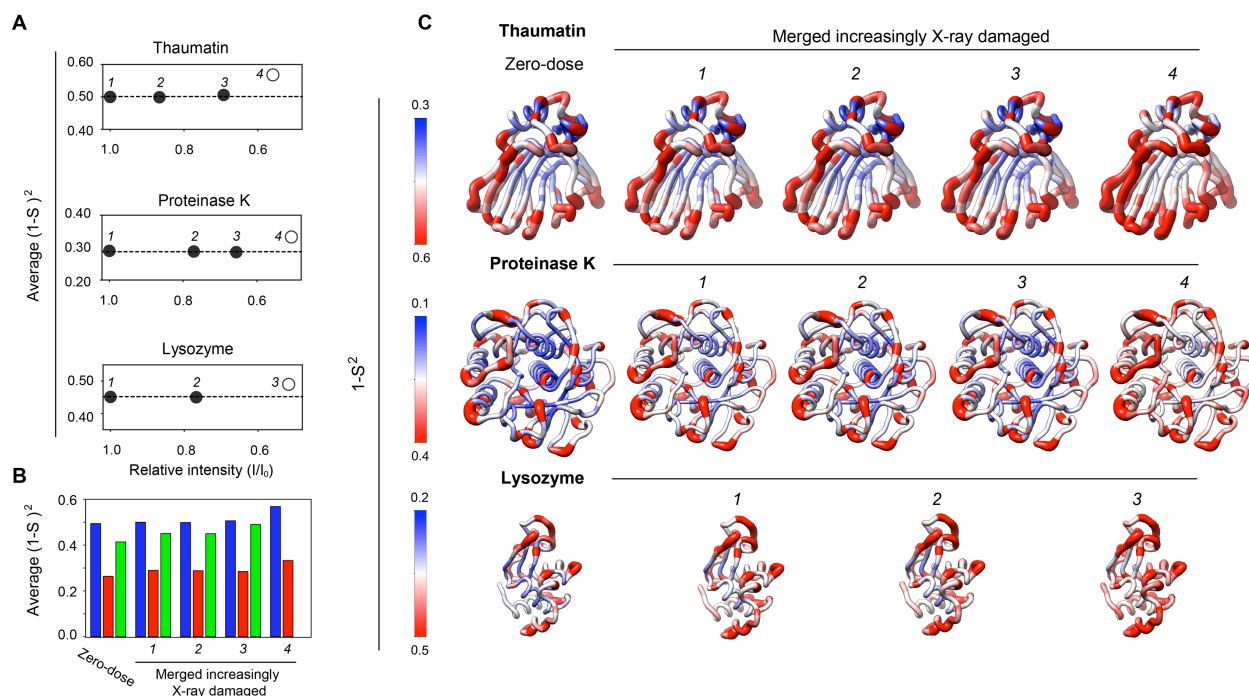 A
Thaumatin
0.60
0.50
0.40
1
2
3
4
1.0
0.8
0.6
Proteinase K
0.40
0.30
0.20
1
2
3
4
1.0
0.8
0.6
Lysozyme
0.50
0.40
1
2
3
1.0
0.8
0.6
Average (1-S )²
Relative intensity (I/I₀)
B
Average (1-S )²
0.6
0.4
0.2
0.0
Zero-dose
1
2
3
4
Merged increasingly
X-ray damaged
1-S²
C
Thaumatin
Merged increasingly X-ray damaged
Zero-dose
1
2
3
4
0.3
0.6
Proteinase K
1
2
3
4
0.1
0.4
Lysozyme
1
2
3
0.2
0.5